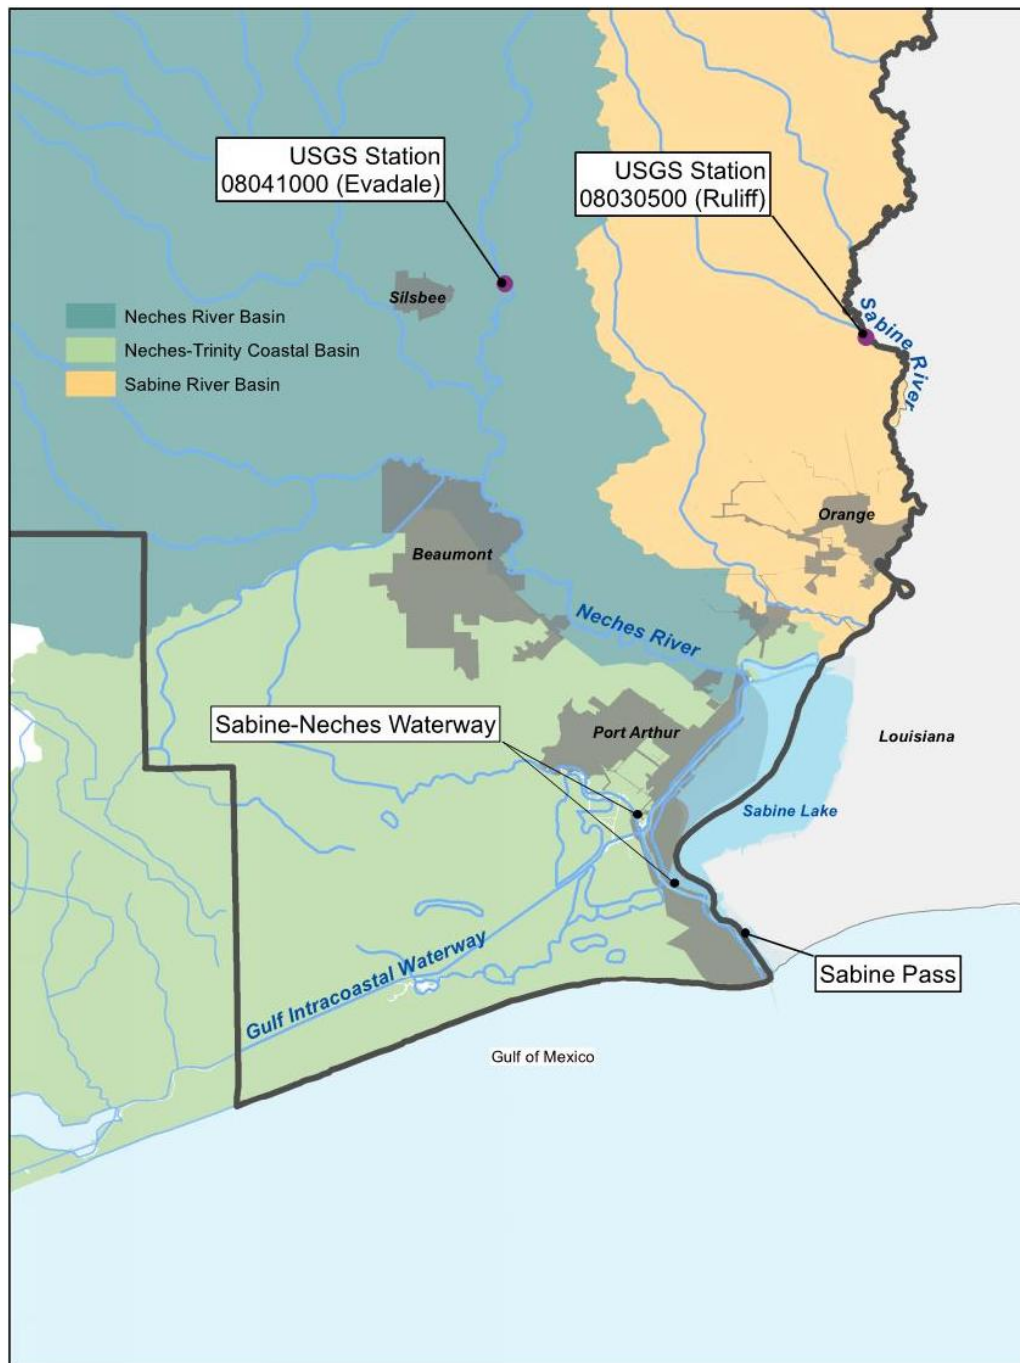 USGS Station
08041000 (Evadale)
USGS Station
08030500 (Ruliff)
Silsbee
Sabine River
Neches River Basin
Neches-Trinity Coastal Basin
Sabine River Basin
Orange
Beaumont
Neches River
Sabine-Neches Waterway
Port Arthur
Louisiana
Sabine Lake
Gulf Intracoastal Waterway
Sabine Pass
Gulf of Mexico